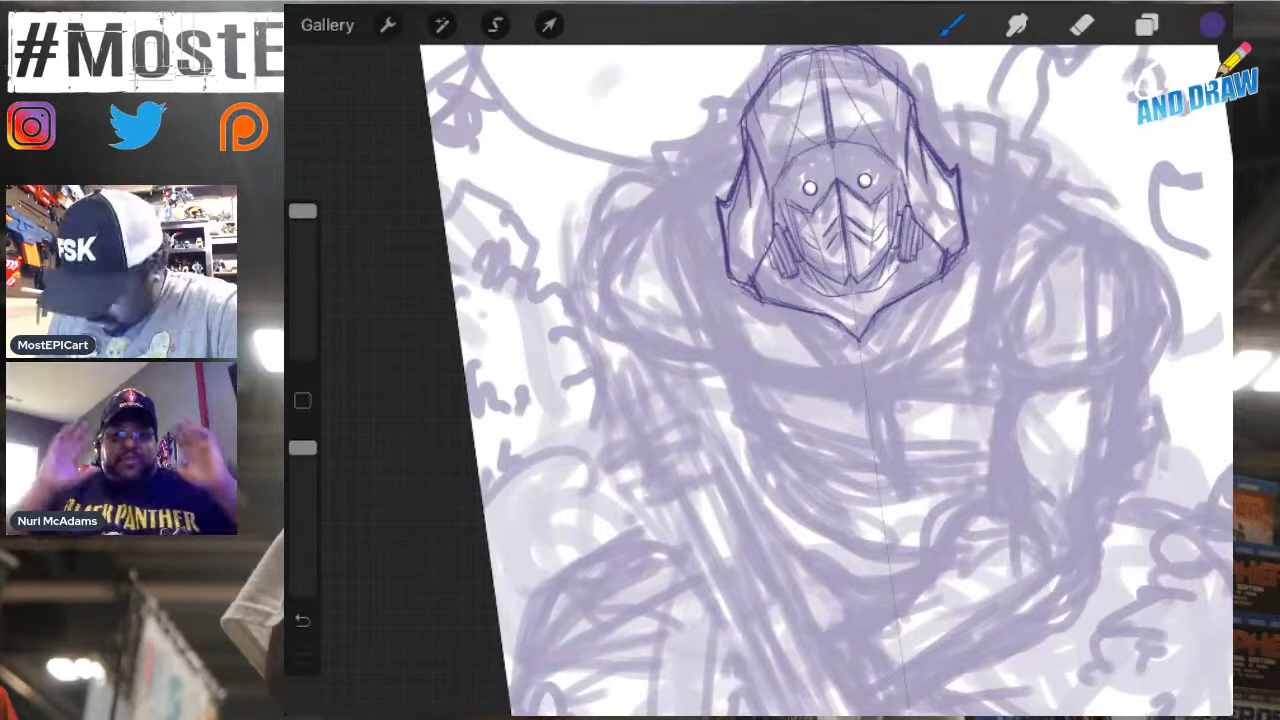 #MostE
Gallery
AND DRAW
FSK
MostEPICart
BLACK PANTHER
Nuri McAdams